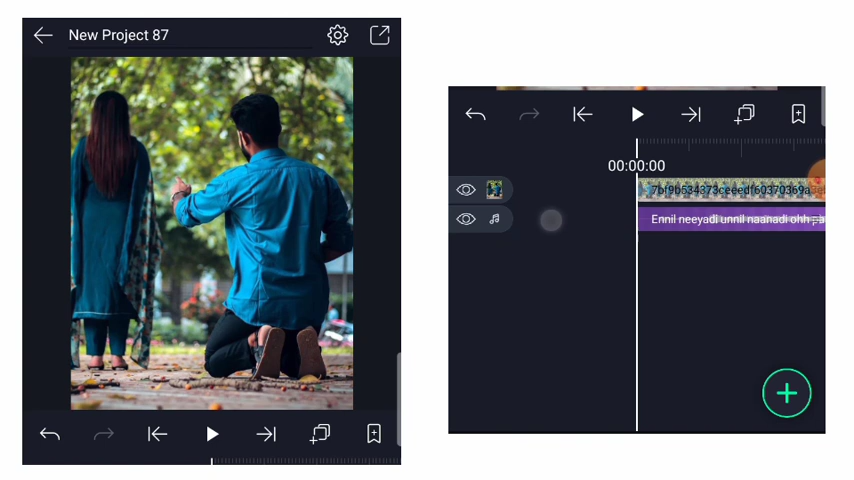 New Project 87
00:00:00
7bf9b534373ceeedf60370369a
Ennil neeyadi unnil naanadi ohh